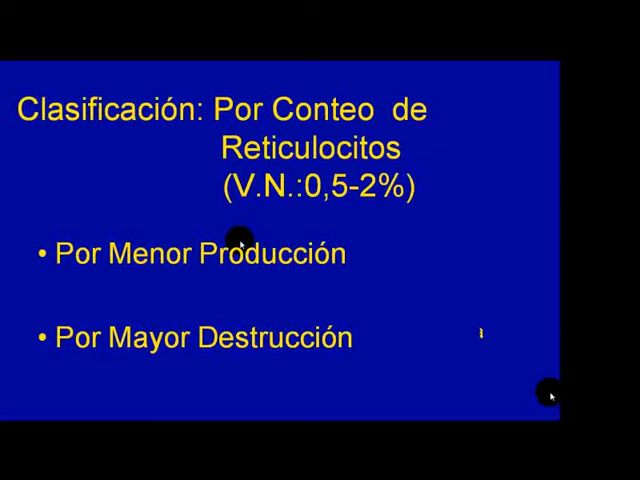 Clasificación: Por Conteo de
Reticulocitos
(V.N.:0,5-2%)
• Por Menor Producción
• Por Mayor Destrucción